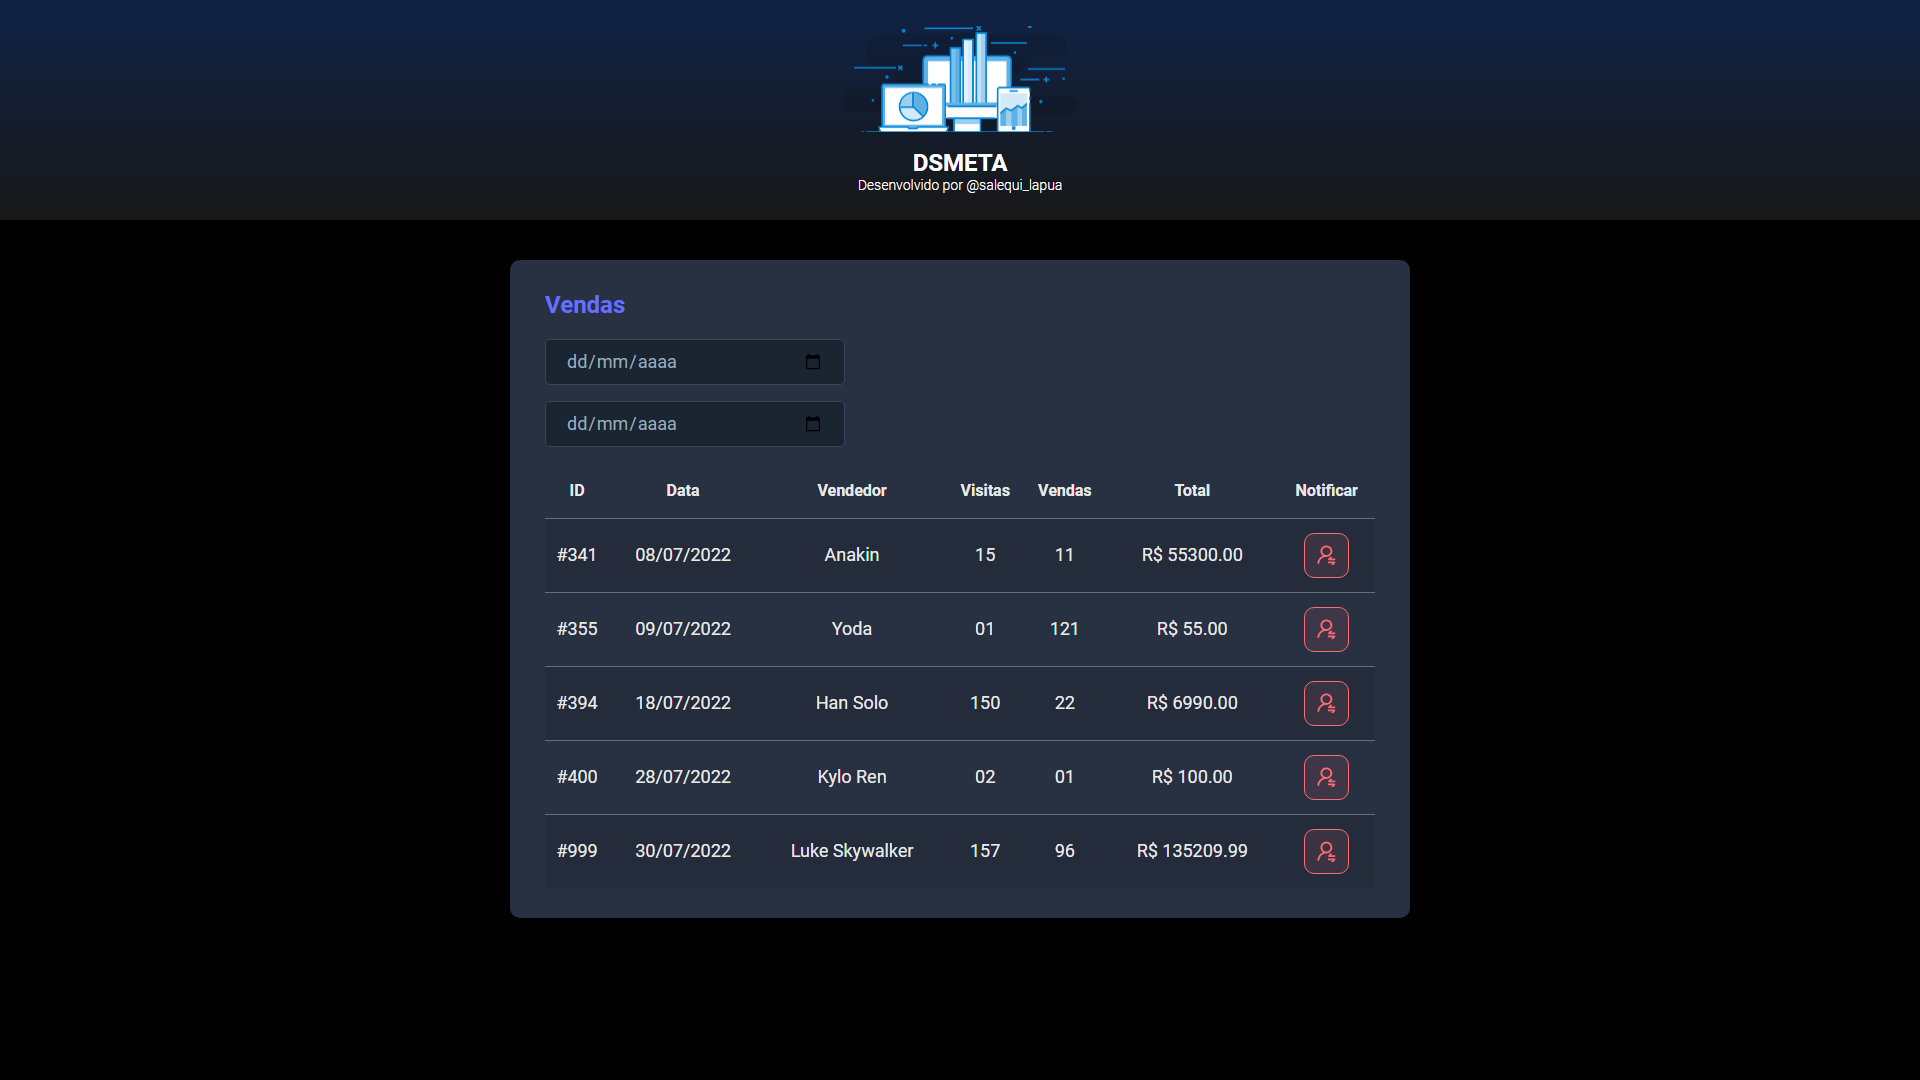 DSMETA
Desenvolvido por @salequi_lapua
Vendas
dd/mm/aaaa
dd/mm/aaaa
ID Data Vendedor Visitas Vendas Total Notificar
#341 08/07/2022 Anakin 15 11 R$ 55300.00
#355 09/07/2022 Yoda 01 121 R$ 55.00
#394 18/07/2022 Han Solo 150 22 R$ 6990.00
#400 28/07/2022 Kylo Ren 02 01 R$ 100.00
#999 30/07/2022 Luke Skywalker 157 96 R$ 135209.99